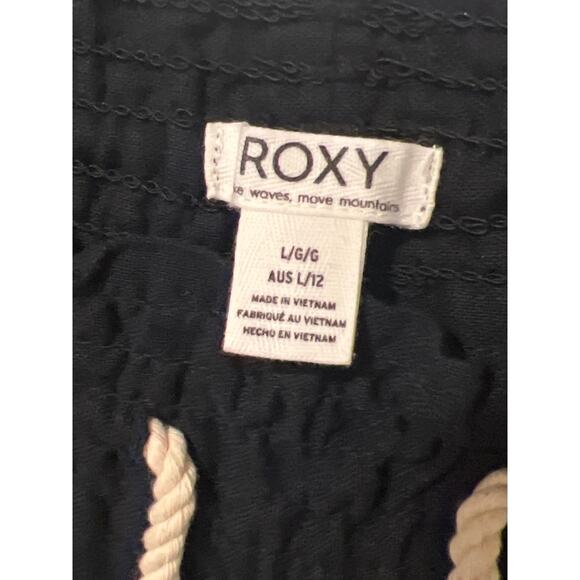 ROXY
waves, move mountains
L/G/G
AUS L/12
MADE IN VIETNAM
FABRIQUÉ AU VIETNAM
HECHO EN VIETNAM